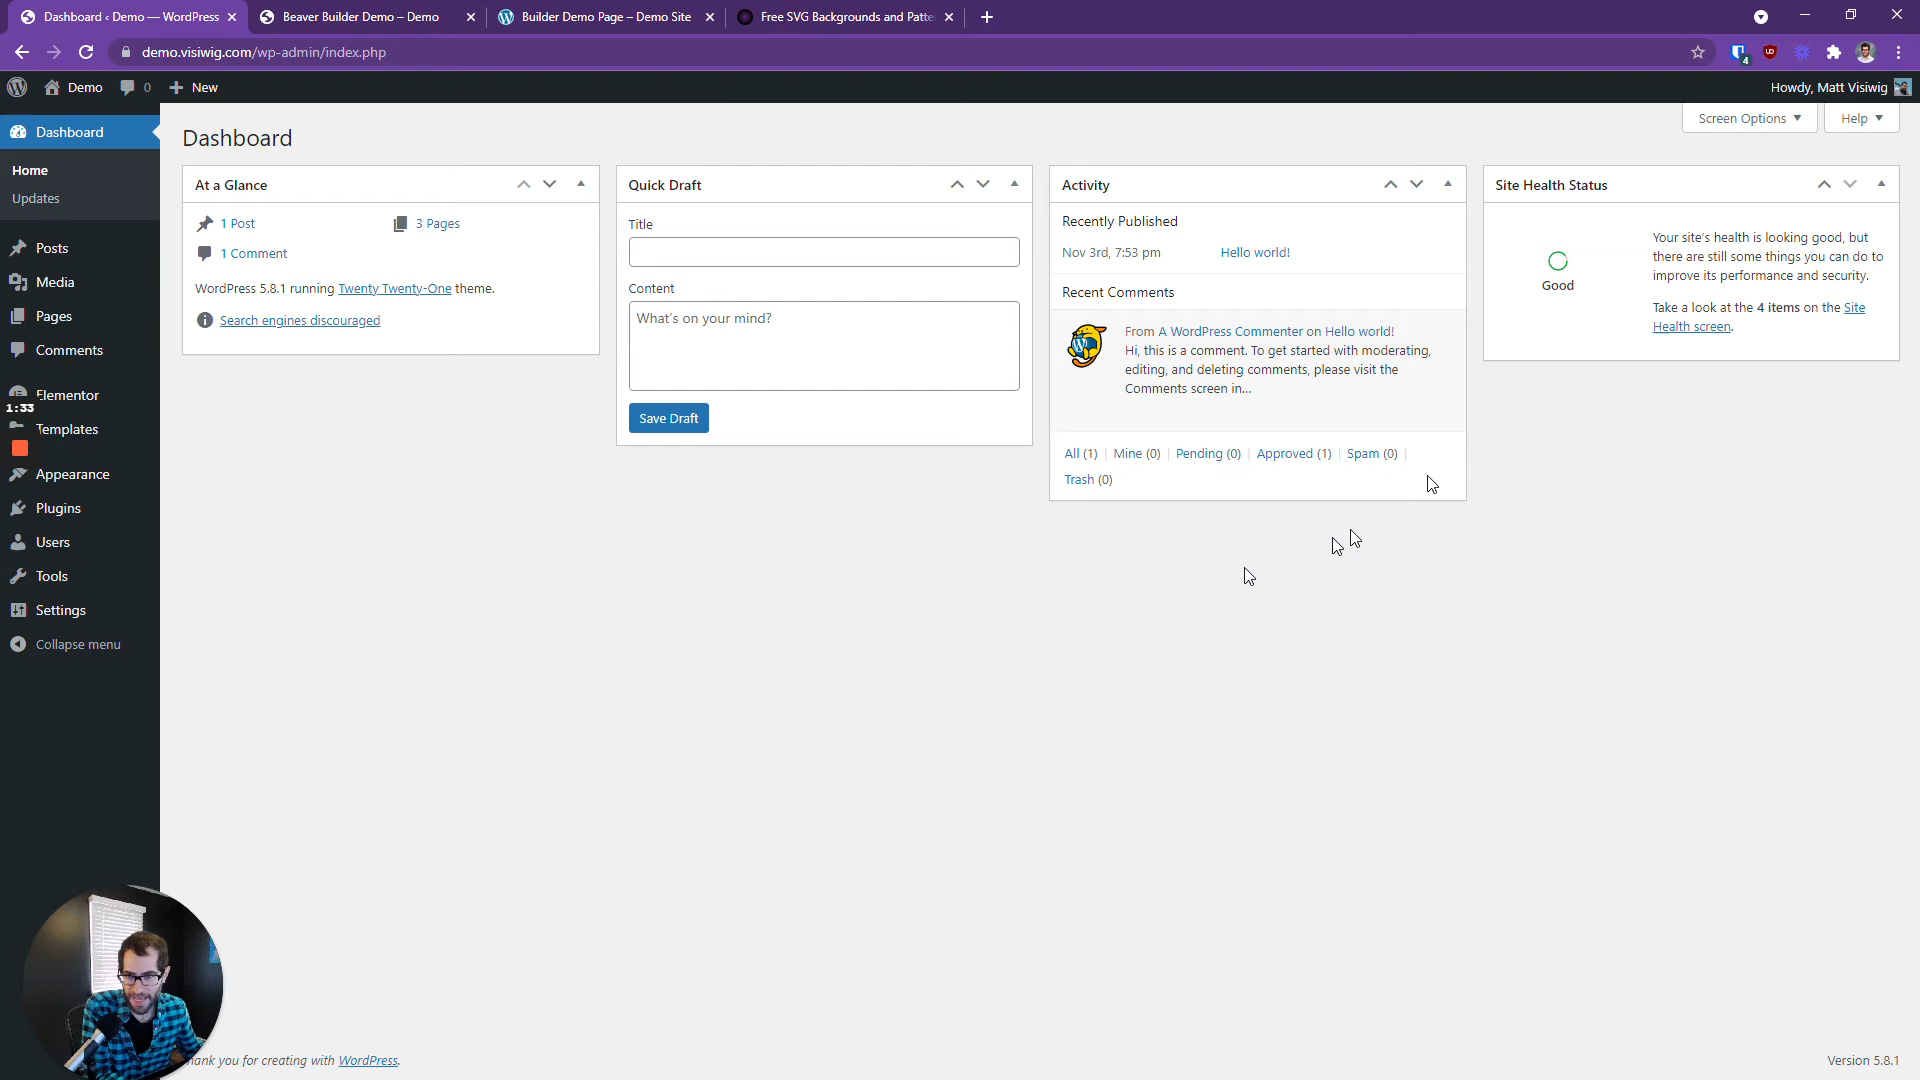 Dashboard ‹ Demo — WordPress
Beaver Builder Demo – Demo
Builder Demo Page – Demo Site
Free SVG Backgrounds and Patte
demo.visiwig.com/wp-admin/index.php
4
Demo
0
New
Howdy, Matt Visiwig
Screen Options
Help
Dashboard
Home
Updates
Posts
Media
Pages
Comments
Elementor
1:33
Templates
Appearance
Plugins
Users
Tools
Settings
Collapse menu
Dashboard
At a Glance
1 Post
3 Pages
1 Comment
WordPress 5.8.1 running Twenty Twenty-One theme.
Search engines discouraged
Quick Draft
Title
Content
What's on your mind?
Save Draft
Activity
Recently Published
Nov 3rd, 7:53 pm
Hello world!
Recent Comments
From A WordPress Commenter on Hello world!
Hi, this is a comment. To get started with moderating,
editing, and deleting comments, please visit the
Comments screen in...
All (1) | Mine (0) | Pending (0) | Approved (1) | Spam (0) |
Trash (0)
Site Health Status
Good
Your site's health is looking good, but
there are still some things you can do to
improve its performance and security.
Take a look at the 4 items on the Site
Health screen.
hank you for creating with WordPress.
Version 5.8.1